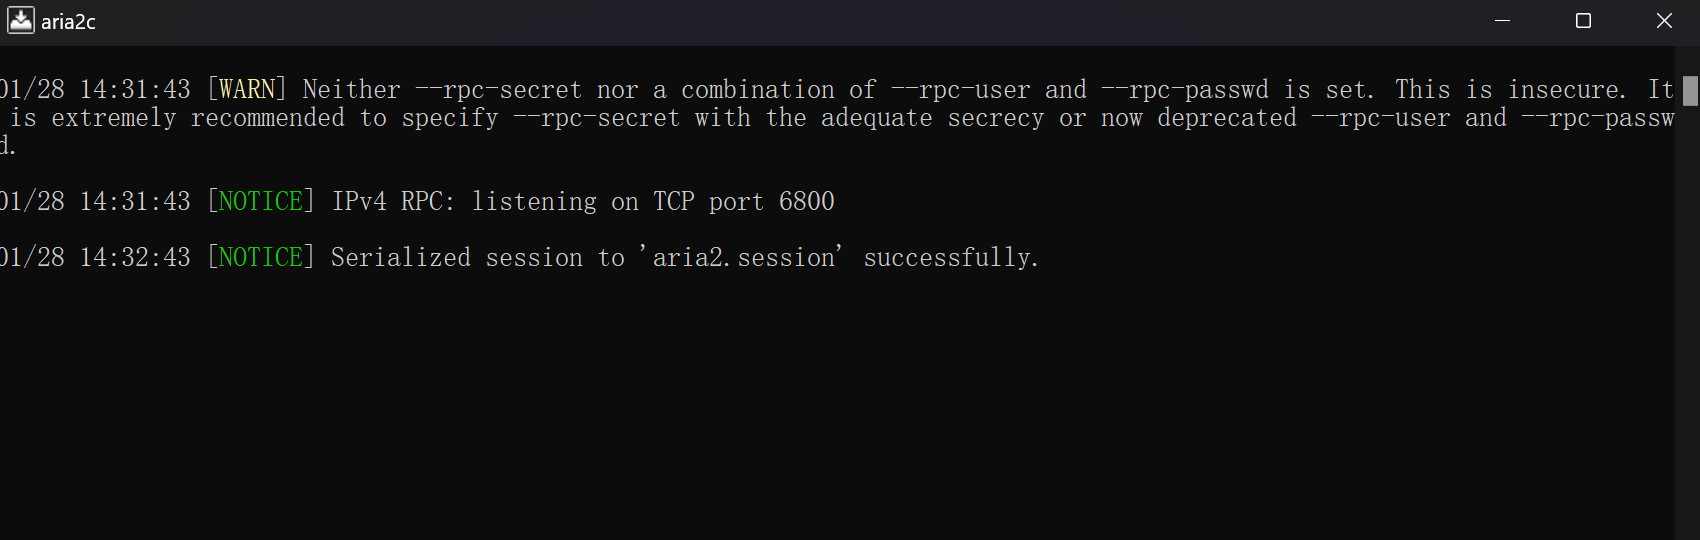 aria2c
01/28 14:31:43 [WARN] Neither --rpc-secret nor a combination of --rpc-user and --rpc-passwd is set. This is insecure. It
is extremely recommended to specify --rpc-secret with the adequate secrecy or now deprecated --rpc-user and --rpc-passw
d.
01/28 14:31:43 [NOTICE] IPv4 RPC: listening on TCP port 6800
01/28 14:32:43 [NOTICE] Serialized session to 'aria2.session' successfully.